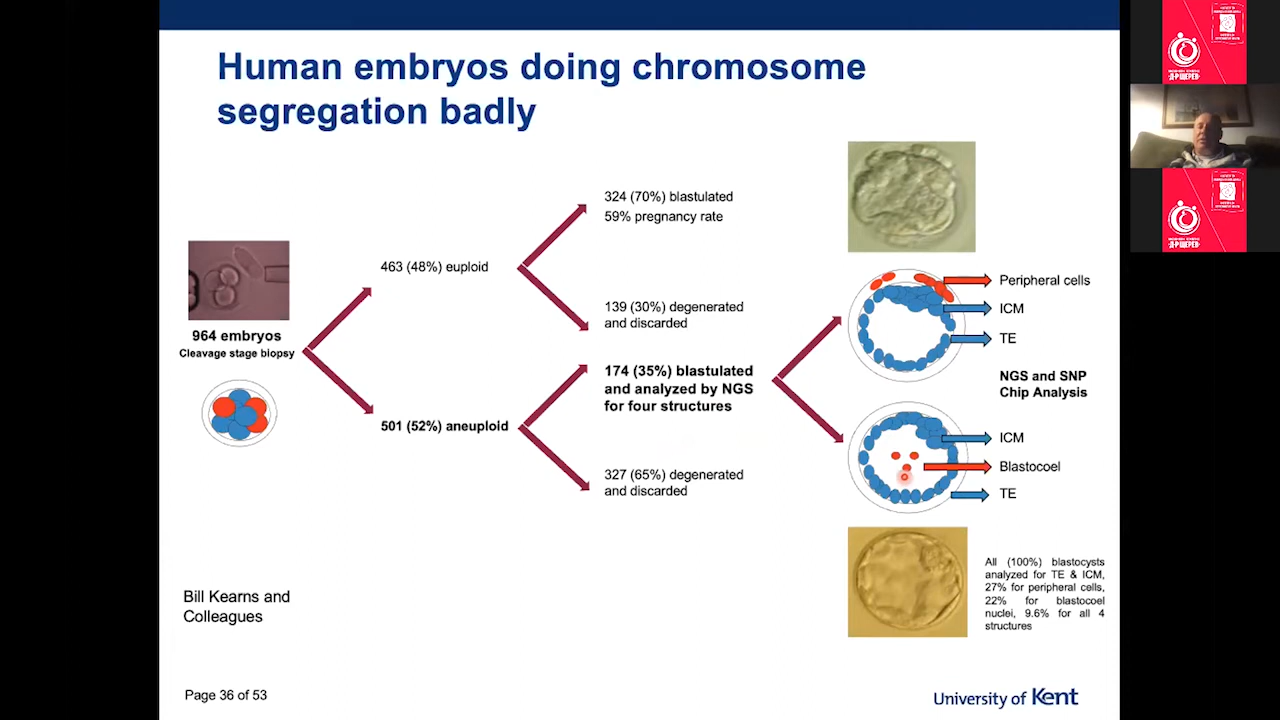 Human embryos doing chromosome
segregation badly
324 (70%) blastulated
59% pregnancy rate
463 (48%) euploid
139 (30%) degenerated
and discarded
964 embryos
Cleavage stage biopsy
174 (35%) blastulated
and analyzed by NGS
for four structures
501 (52%) aneuploid
327 (65%) degenerated
and discarded
Peripheral cells
ICM
TE
NGS and SNP
Chip Analysis
ICM
Blastocoel
TE
All (100%) blastocysts
analyzed for TE & ICM,
27% for peripheral cells,
22% for blastocoel
nuclei, 9.6% for all 4
structures
Bill Kearns and
Colleagues
Page 36 of 53
University of Kent
Д-Р ЩЕРЕВ
Д-Р ЩЕРЕВ